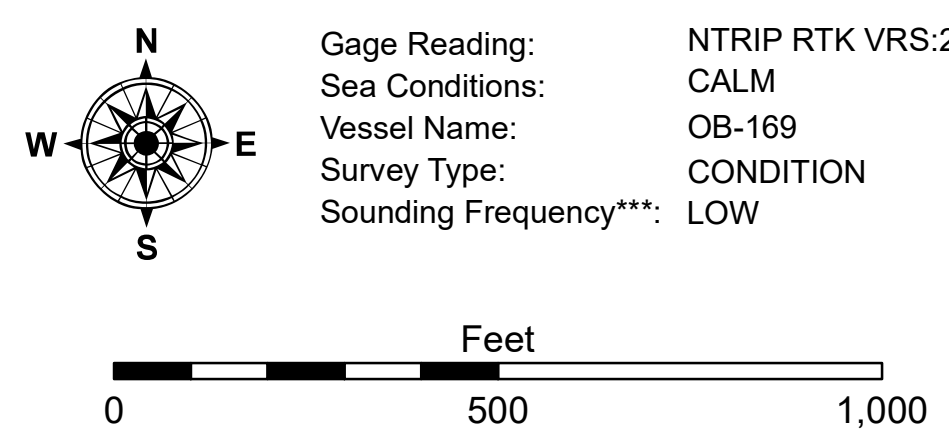 N
W E
S
Gage Reading: NTRIP RTK VRS:2
Sea Conditions: CALM
Vessel Name: OB-169
Survey Type: CONDITION
Sounding Frequency***: LOW
Feet
0 500 1,000